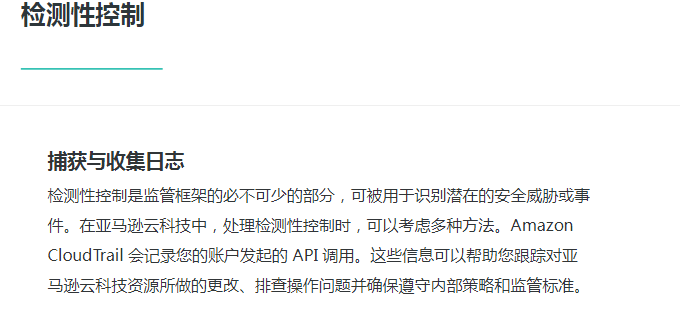 检测性控制
捕获与收集日志
检测性控制是监管框架的必不可少的部分，可被用于识别潜在的安全威胁或事
件。在亚马逊云科技中，处理检测性控制时，可以考虑多种方法。Amazon
CloudTrail 会记录您的账户发起的 API 调用。这些信息可以帮助您跟踪对亚
马逊云科技资源所做的更改、排查操作问题并确保遵守内部策略和监管标准。